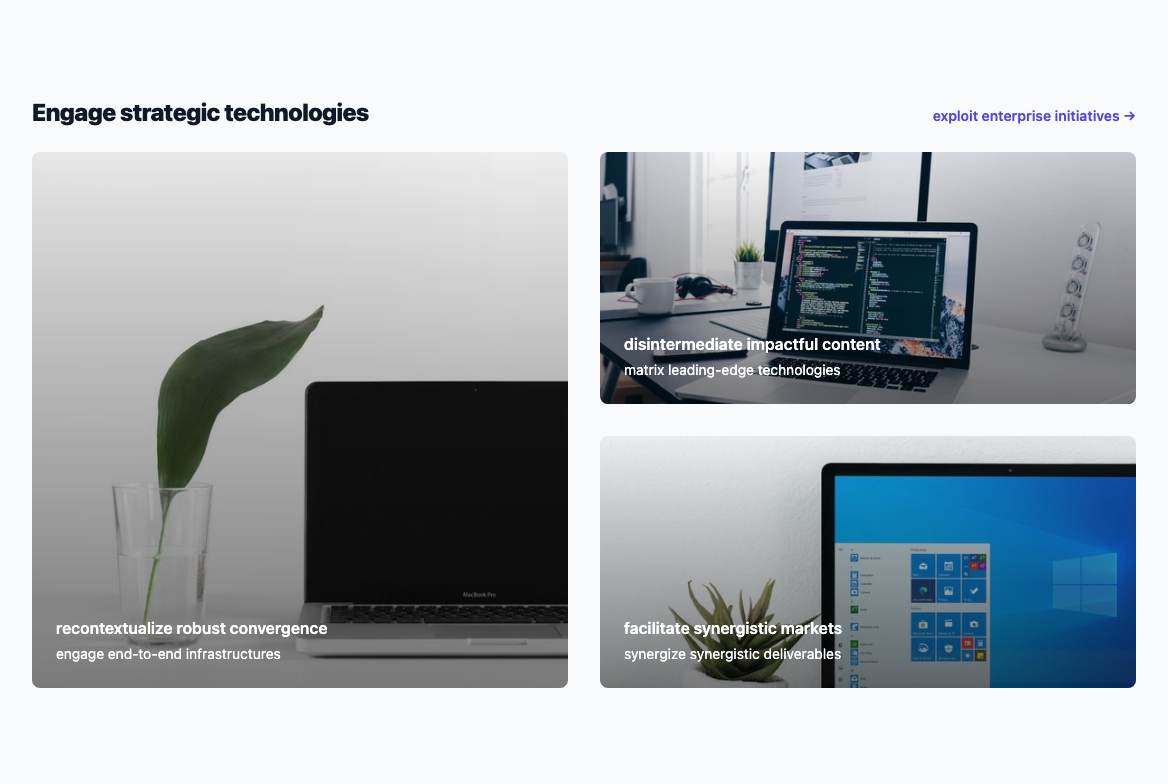 Engage strategic technologies
exploit enterprise initiatives →
MacBook Pro
recontextualize robust convergence
engage end-to-end infrastructures
disintermediate impactful content
matrix leading-edge technologies
facilitate synergistic markets
synergize synergistic deliverables